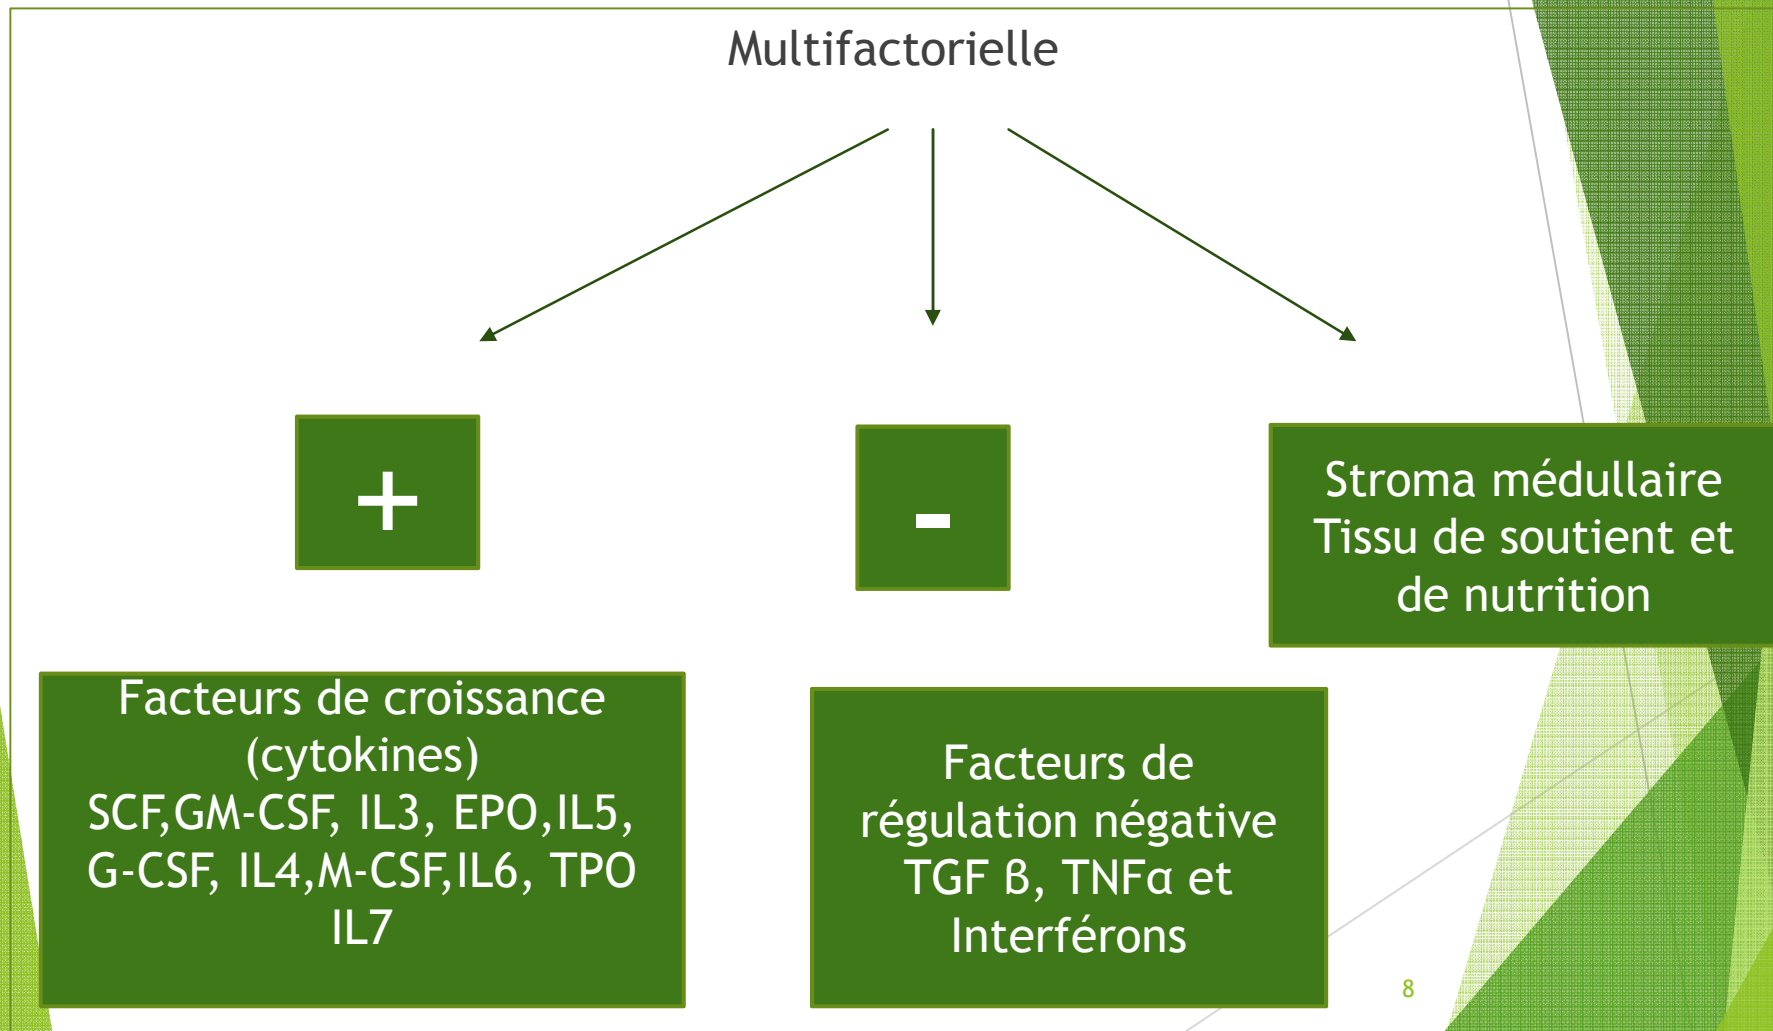 Multifactorielle
+
-
Stroma médullaire
Tissu de soutient et
de nutrition
Facteurs de croissance
(cytokines)
SCF,GM-CSF, IL3, EPO,IL5,
G-CSF, IL4,M-CSF,IL6, TPO
IL7
Facteurs de
régulation négative
TGF ß, TNFα et
Interférons
8